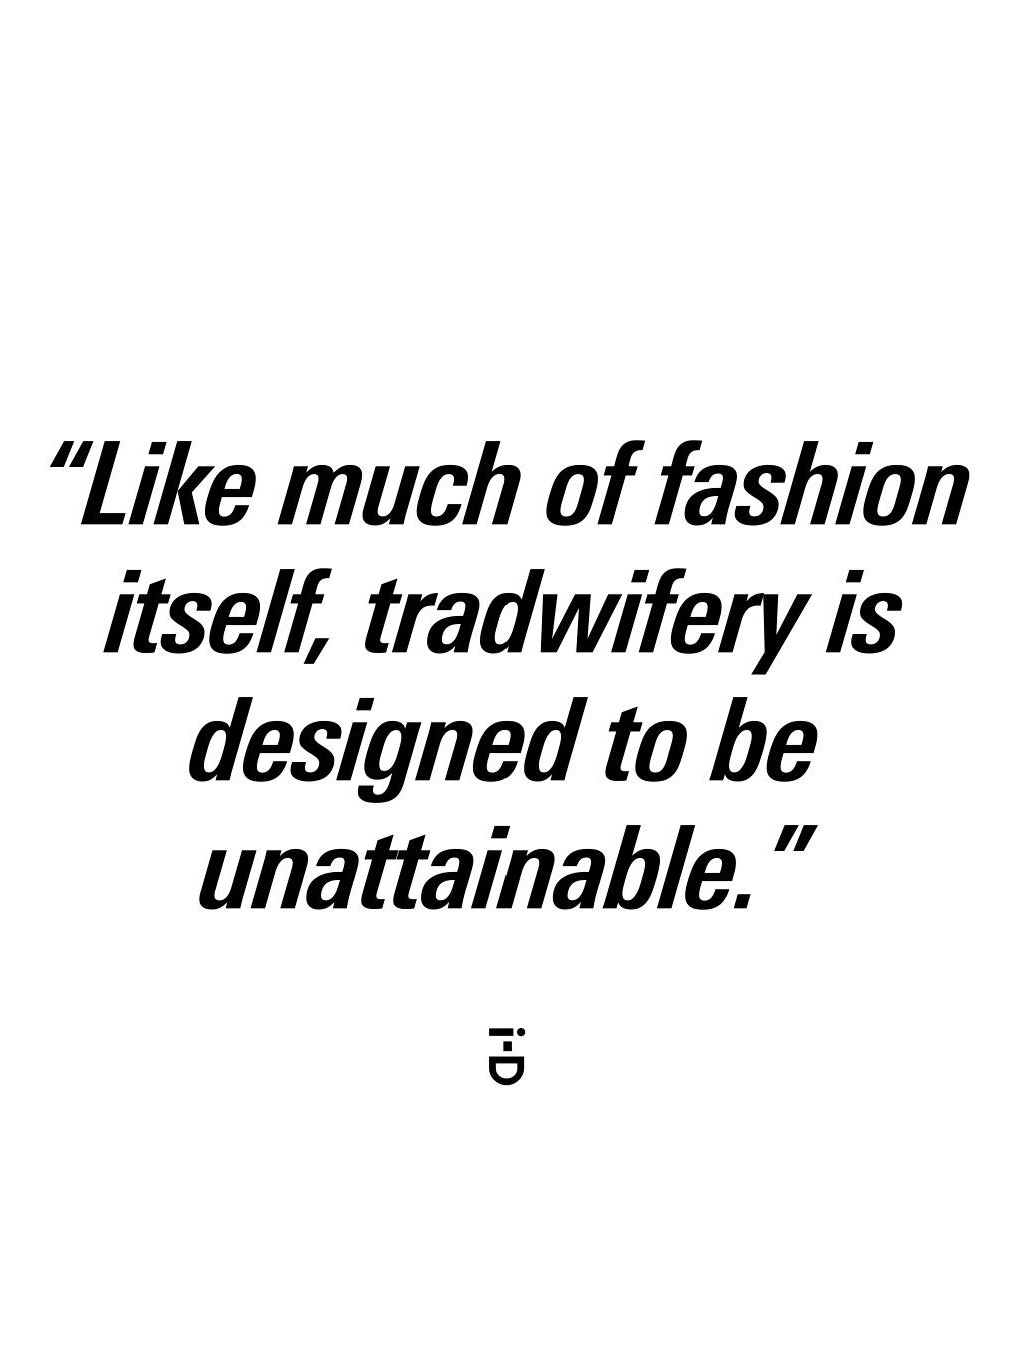 “Like much of fashion
itself, tradwifery is
designed to be
unattainable.”
i-D